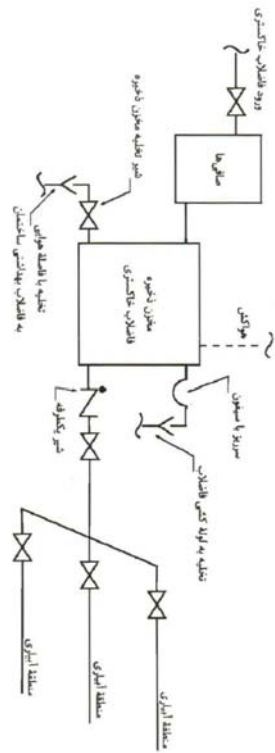 ورود فاضلاب خاکستری
صافی‌ها
هواکش
مخزن ذخیره
فاضلاب خاکستری
شیر تخلیه مخزن ذخیره
تخلیه با فاصلهٔ هوایی
به فاضلاب بهداشتی ساختمان
سرریز با سیفون
تخلیه به لولهٔ کشی فاضلاب
شیر یکطرفه
منطقهٔ آبیاری
منطقهٔ آبیاری
منطقهٔ آبیاری